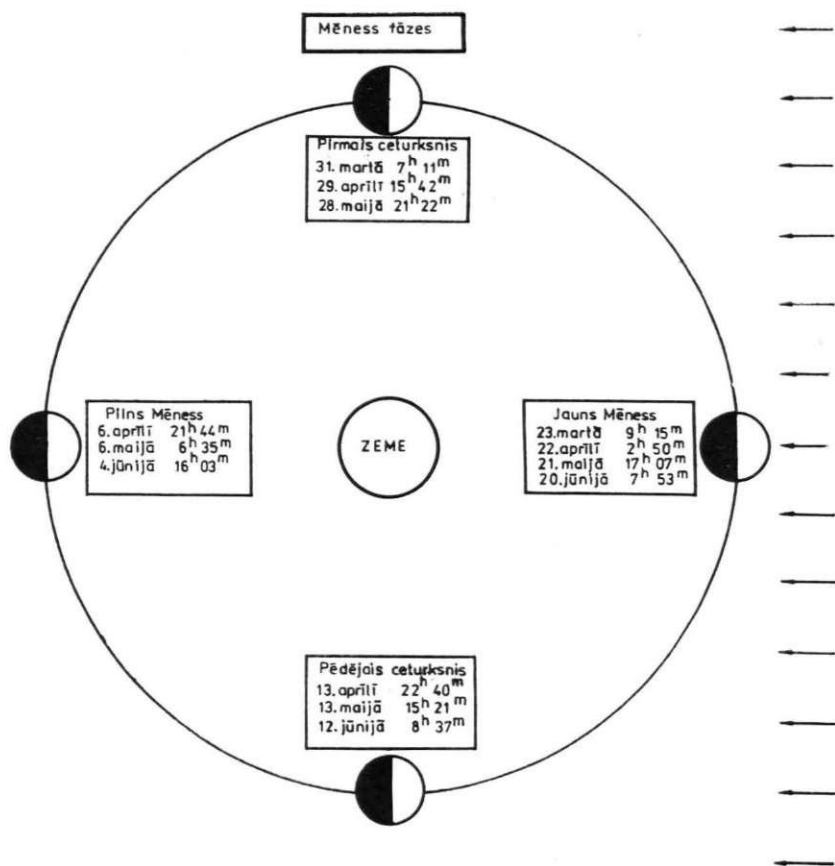 Mēness fāzes
Pirmais ceturksnis
31. martā 7h 11m
29. aprīlī 15h 42m
28. maijā 21h 22m
Pilns Mēness
6. aprīlī 21h 44m
6. maijā 6h 35m
4. jūnijā 16h 03m
ZEME
Jauns Mēness
23. martā 9h 15m
22. aprīlī 2h 50m
21. maijā 17h 07m
20. jūnijā 7h 53m
Pēdējais ceturksnis
13. aprīlī 22h 40m
13. maijā 15h 21m
12. jūnijā 8h 37m